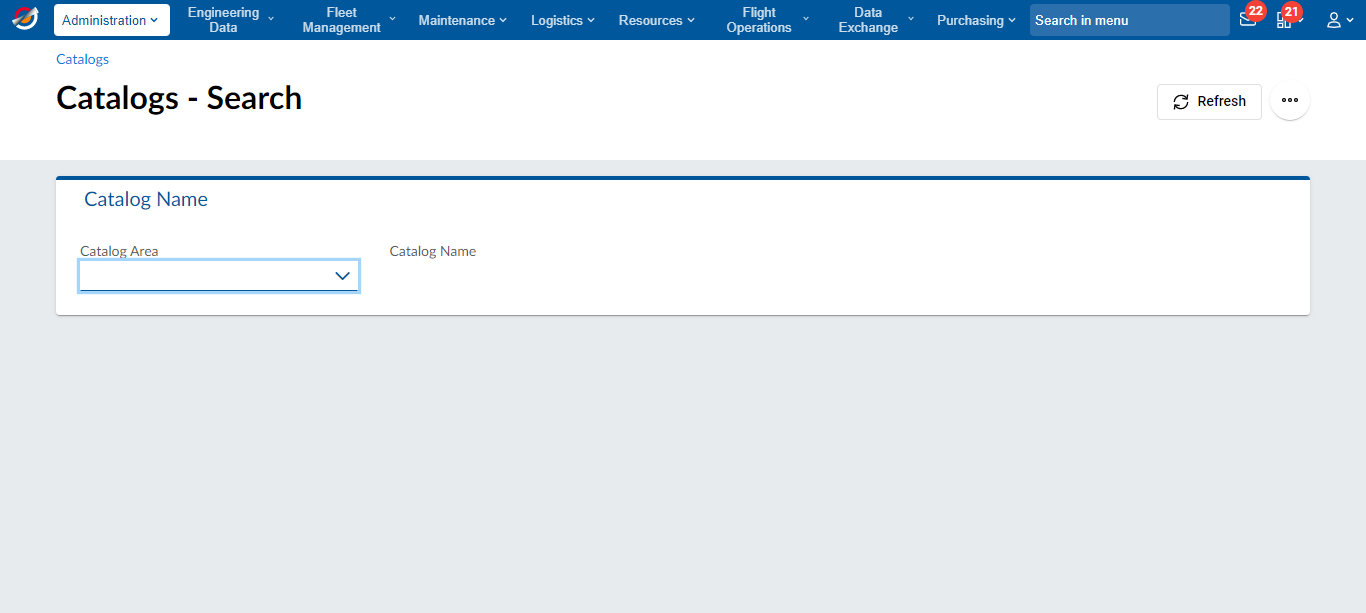 Administration
Engineering
Data
Fleet
Management
Maintenance
Logistics
Resources
Flight
Operations
Data
Exchange
Purchasing
Search in menu
22
21
Catalogs
Catalogs - Search
Refresh
Catalog Name
Catalog Area
Catalog Name